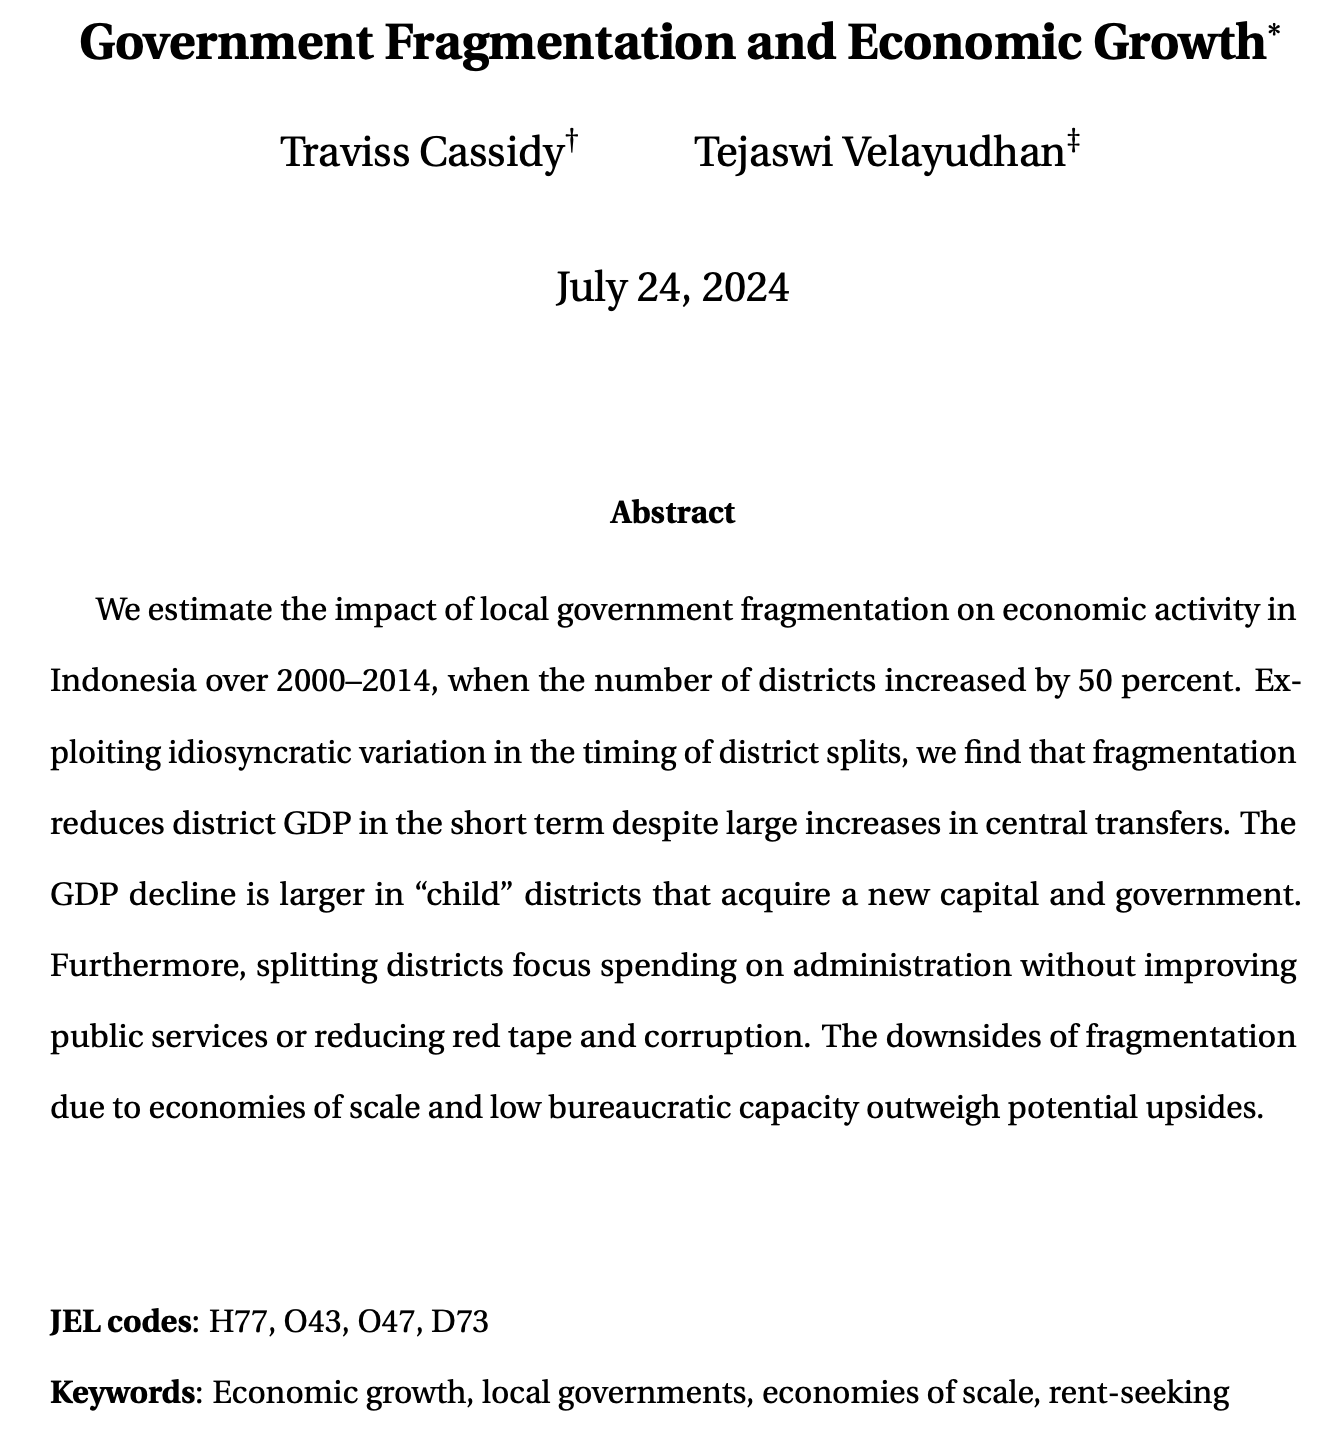 Government Fragmentation and Economic Growth*
Traviss Cassidy† Tejaswi Velayudhan‡
July 24, 2024
Abstract
We estimate the impact of local government fragmentation on economic activity in
Indonesia over 2000–2014, when the number of districts increased by 50 percent. Ex-
ploiting idiosyncratic variation in the timing of district splits, we find that fragmentation
reduces district GDP in the short term despite large increases in central transfers. The
GDP decline is larger in “child” districts that acquire a new capital and government.
Furthermore, splitting districts focus spending on administration without improving
public services or reducing red tape and corruption. The downsides of fragmentation
due to economies of scale and low bureaucratic capacity outweigh potential upsides.
JEL codes: H77, O43, O47, D73
Keywords: Economic growth, local governments, economies of scale, rent-seeking